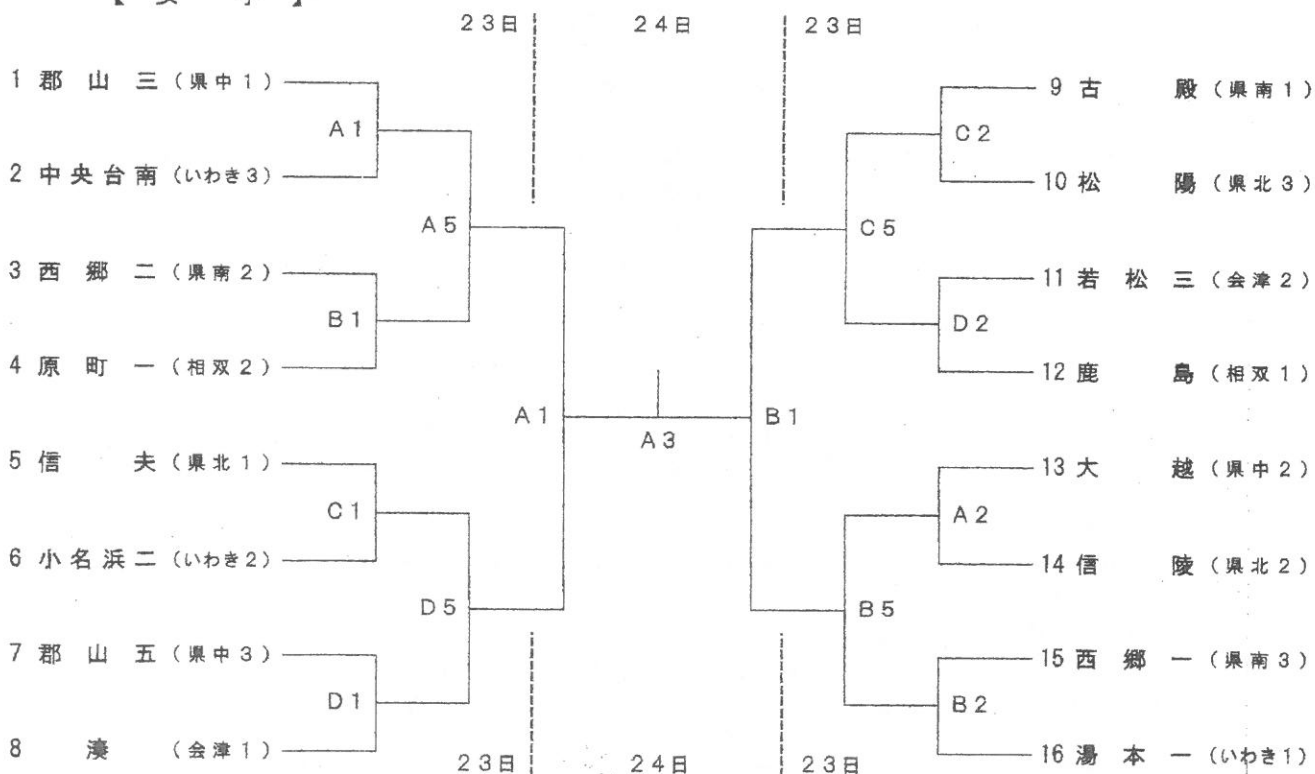 ２３日 ２４日 ２３日
1 郡山三（県中１）
A1
2 中央台南（いわき３）
A5
3 西郷二（県南２）
B1
4 原町一（相双２）
A1
5 信夫（県北１）
C1
6 小名浜二（いわき２）
D5
7 郡山五（県中３）
D1
8 湊（会津１）
A3
9 古殿（県南１）
C2
10 松陽（県北３）
C5
11 若松三（会津２）
D2
12 鹿島（相双１）
B1
13 大越（県中２）
A2
14 信陵（県北２）
B5
15 西郷一（県南３）
B2
16 湯本一（いわき１）
２３日 ２４日 ２３日